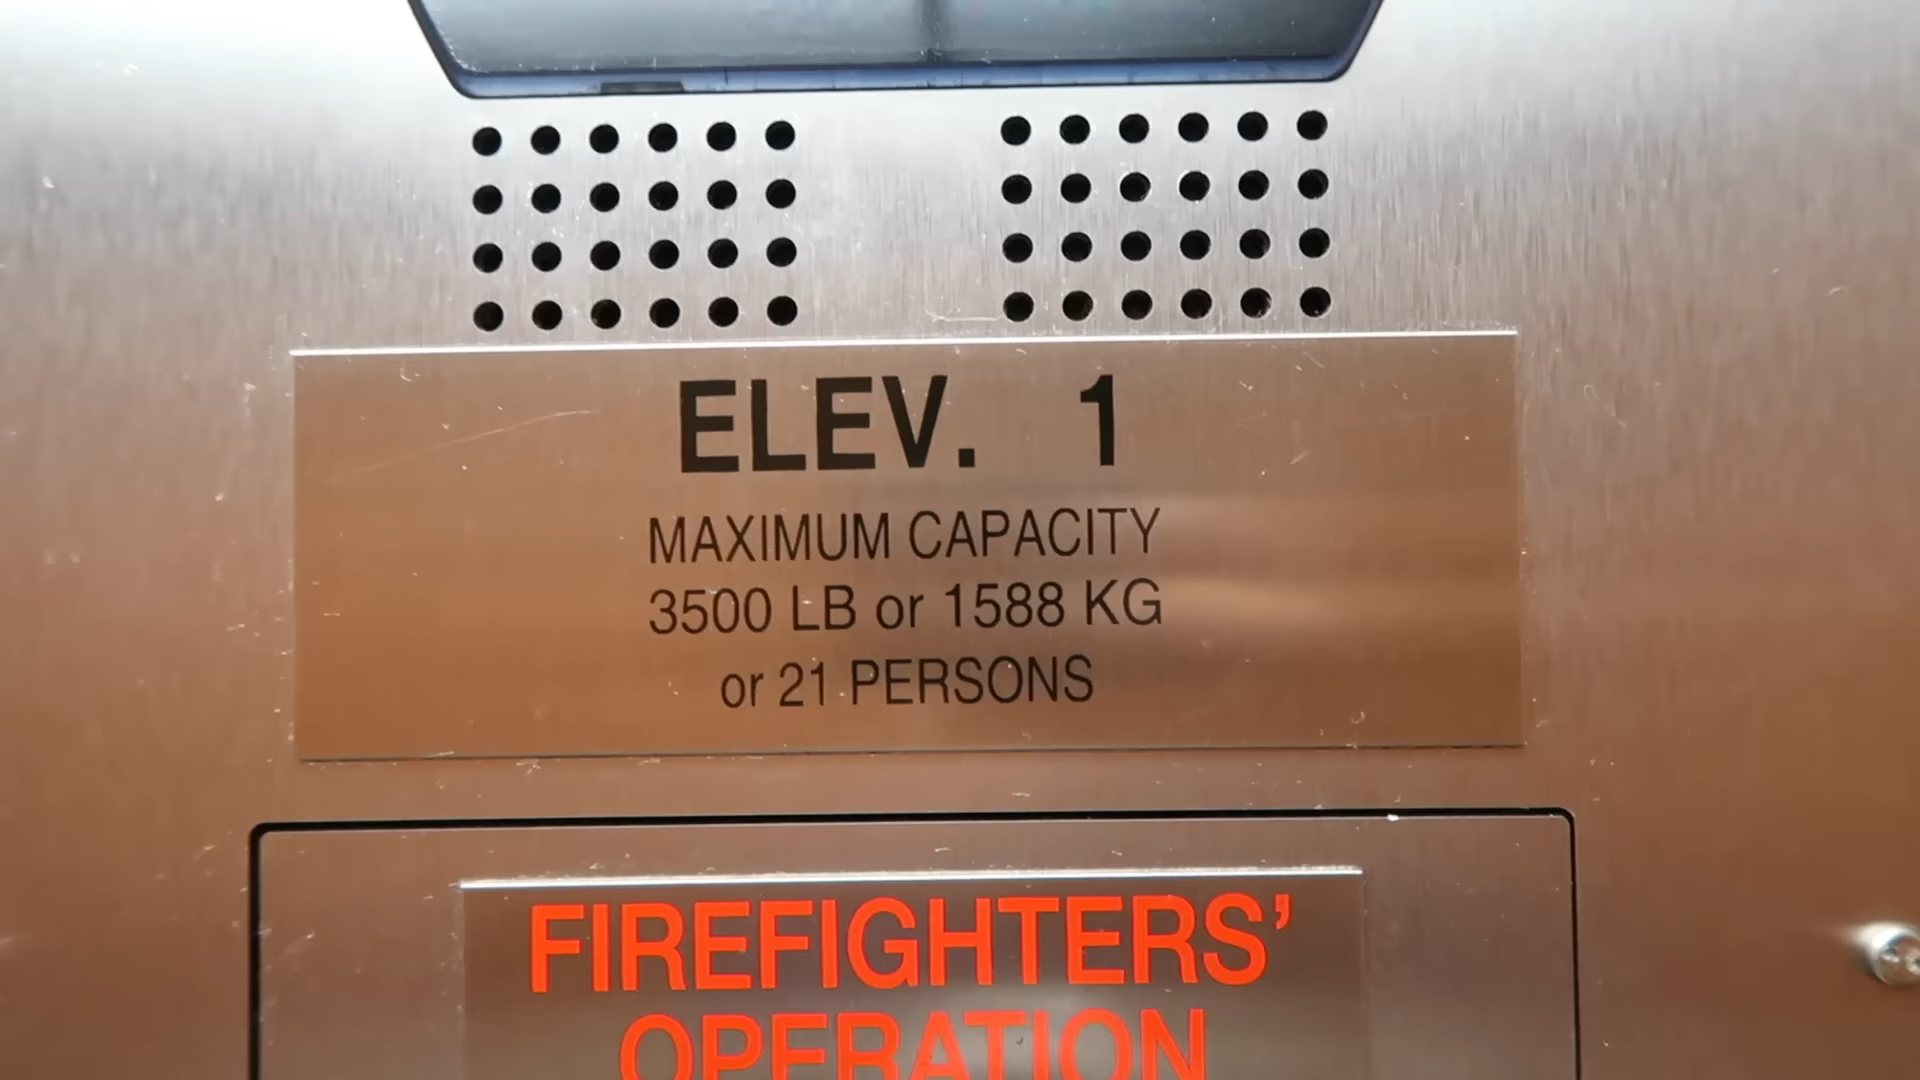 ELEV. 1
MAXIMUM CAPACITY
3500 LB or 1588 KG
or 21 PERSONS
FIREFIGHTERS’
OPERATION